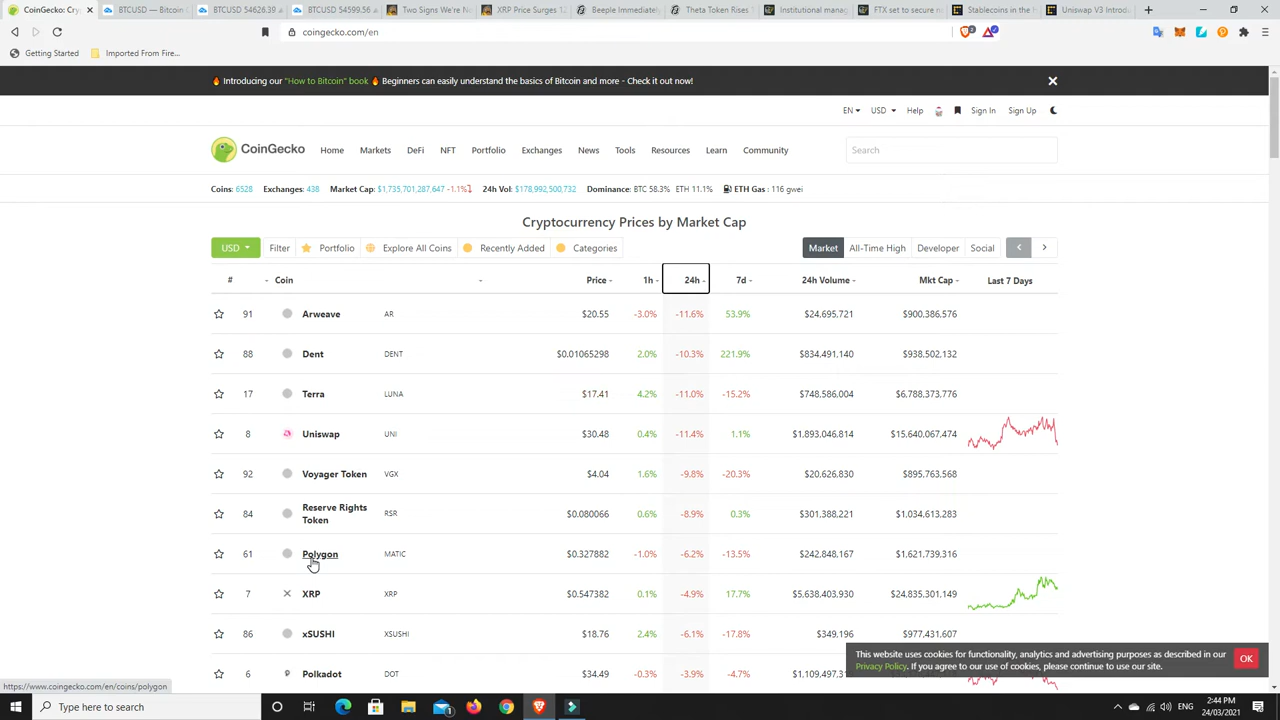 CoinGecko: Cry
BTCUSD — Bitcoin
BTCUSD 54626.39
BTCUSD 54599.56
Two Signs We're N
XRP Price Surges 1
Beeple Immediately
Theta Token Rises
Institutional mana
FTX set to secure n
Stablecoins in the
Uniswap V3 Introdu
coingecko.com/en
Getting Started
Imported From Fire...
🔥 Introducing our "How to Bitcoin" book 🔥 Beginners can easily understand the basics of Bitcoin and more - Check it out now!
EN USD Help Sign In Sign Up
CoinGecko Home Markets DeFi NFT Portfolio Exchanges News Tools Resources Learn Community Search
Coins: 6528 Exchanges: 438 Market Cap: $1,735,701,287,647 -1.1% 24h Vol: $178,992,500,732 Dominance: BTC 58.3% ETH 11.1% ETH Gas : 116 gwei
Cryptocurrency Prices by Market Cap
USD Filter Portfolio Explore All Coins Recently Added Categories Market All-Time High Developer Social
# Coin Price 1h 24h 7d 24h Volume Mkt Cap Last 7 Days
91 Arweave AR $20.55 -3.0% -11.6% 53.9% $24,695,721 $900,386,576
88 Dent DENT $0.01065298 2.0% -10.3% 221.9% $834,491,140 $938,502,132
17 Terra LUNA $17.41 4.2% -11.0% -15.2% $748,586,004 $6,788,373,776
8 Uniswap UNI $30.48 0.4% -11.4% 1.1% $1,893,046,814 $15,640,067,474
92 Voyager Token VGX $4.04 1.6% -9.8% -20.3% $20,626,830 $895,763,568
84 Reserve Rights Token RSR $0.080066 0.6% -8.9% 0.3% $301,388,221 $1,034,613,283
61 Polygon MATIC $0.327882 -1.0% -6.2% -13.5% $242,848,167 $1,621,739,316
7 XRP XRP $0.547382 0.1% -4.9% 17.7% $5,638,403,930 $24,835,301,149
86 xSUSHI XSUSHI $18.76 2.4% -6.1% -17.8% $349,196 $977,431,607
6 Polkadot DOT $34.49 -0.3% -3.9% -4.7%
This website uses cookies for functionality, analytics and advertising purposes as described in our
Privacy Policy. If you agree to our use of cookies, please continue to use our site.
OK
https://www.coingecko.com/en/coins/polygon
Type here to search
ENG
2:44 PM
24/03/2021